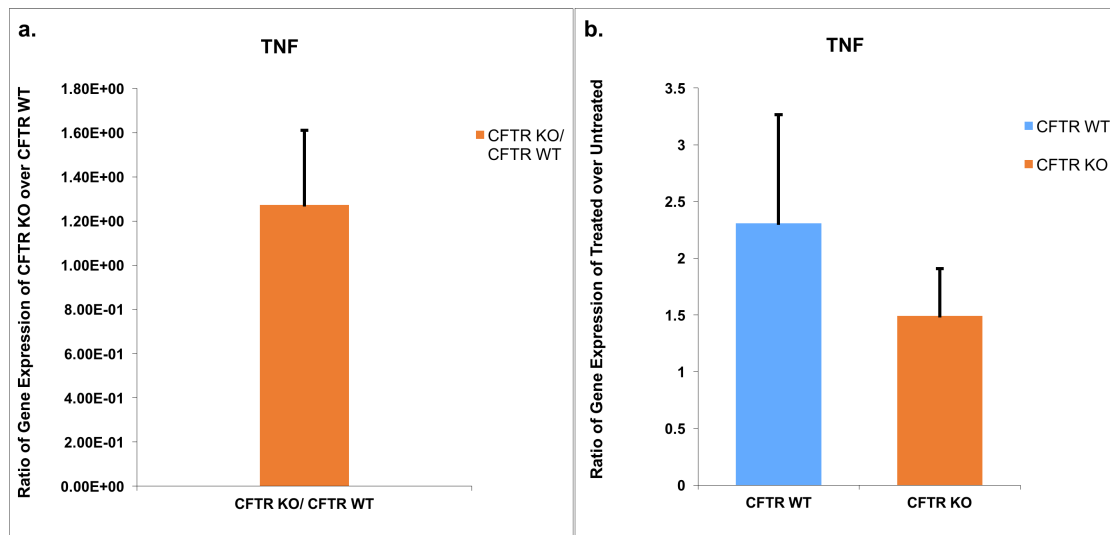 a.
TNF
Ratio of Gene Expression of CFTR KO over CFTR WT
1.80E+00
1.60E+00
1.40E+00
1.20E+00
1.00E+00
8.00E-01
6.00E-01
4.00E-01
2.00E-01
0.00E+00
CFTR KO/ CFTR WT
CFTR KO/
CFTR WT
b.
TNF
Ratio of Gene Expression of Treated over Untreated
3.5
3
2.5
2
1.5
1
0.5
0
CFTR WT
CFTR KO
CFTR WT
CFTR KO